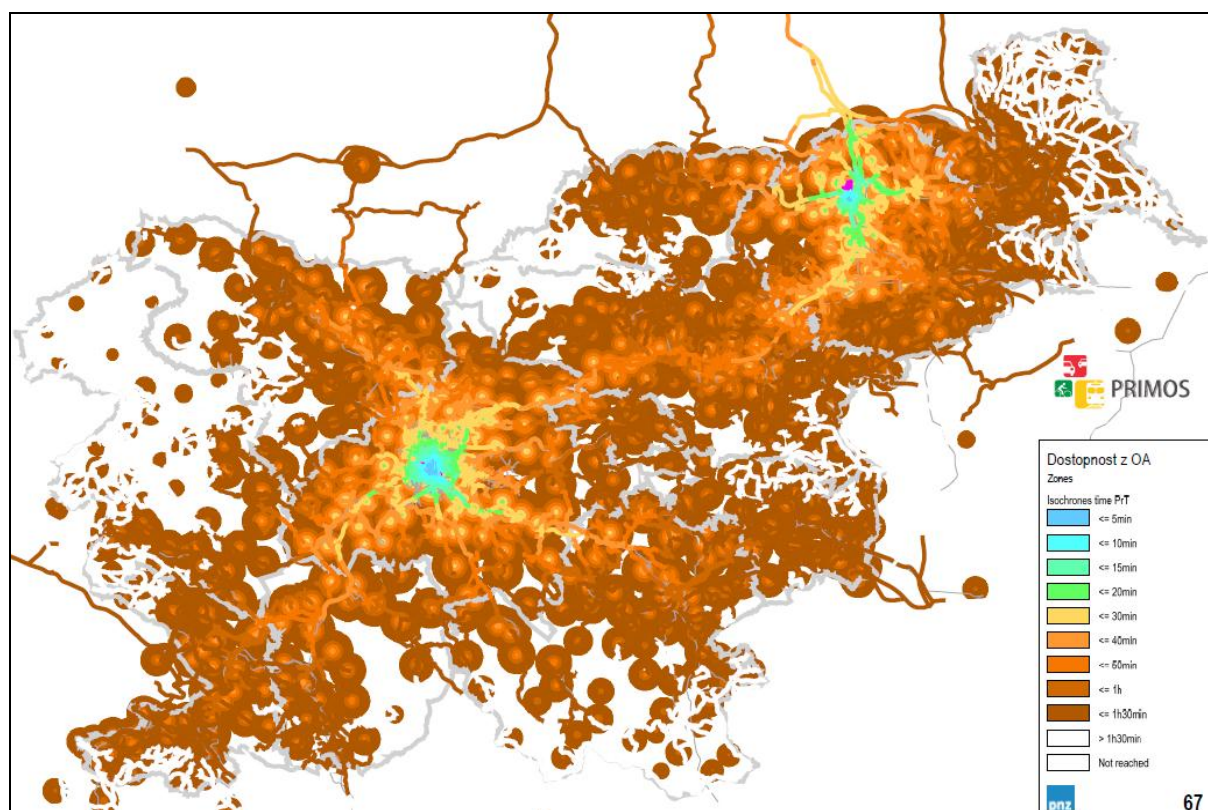 PRIMOS
Dostopnost z OA
Zones
Isochrones time PrT
<= 5min
<= 10min
<= 15min
<= 20min
<= 30min
<= 40min
<= 50min
<= 1h
<= 1h30min
> 1h30min
Not reached
pnz
67